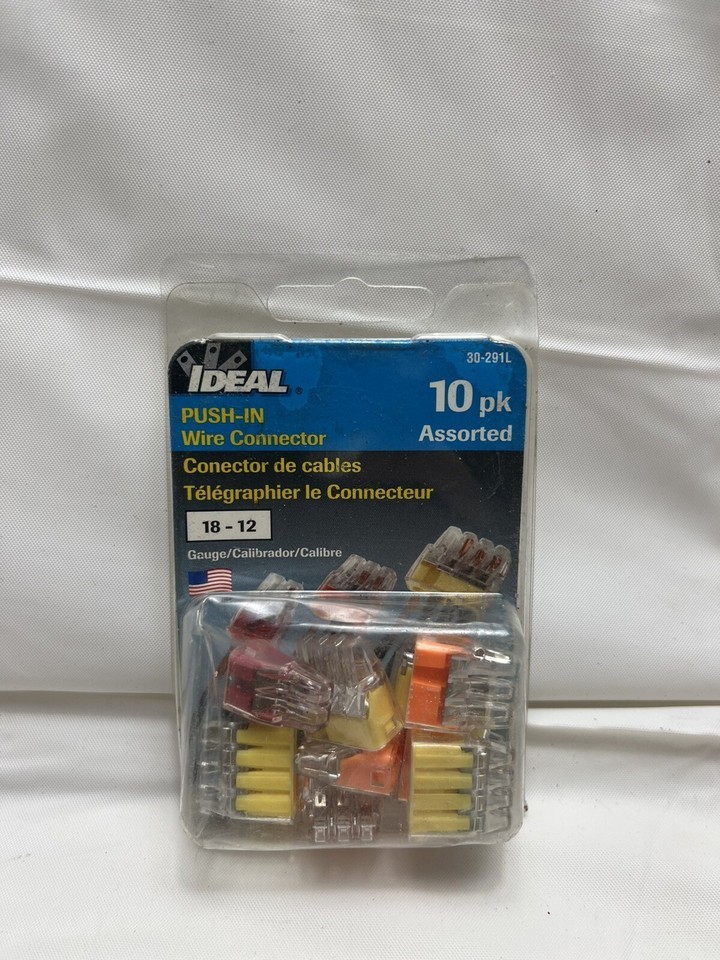 30-291L
IDEAL®
10 pk
Assorted
PUSH-IN
Wire Connector
Conector de cables
Télégraphier le Connecteur
18 - 12
Gauge/Calibrador/Calibre